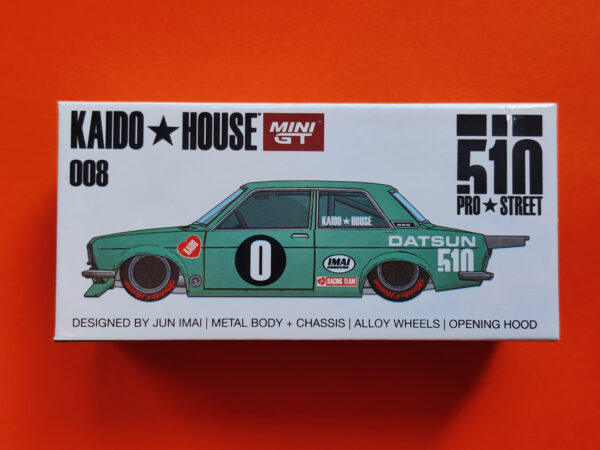 KAIDO★HOUSE
MINI
GT
008
510
PRO★STREET
KAIDO★HOUSE
KAIDO
0
IMAI
RACING TEAM
DATSUN
510
DESIGNED BY JUN IMAI | METAL BODY + CHASSIS | ALLOY WHEELS | OPENING HOOD